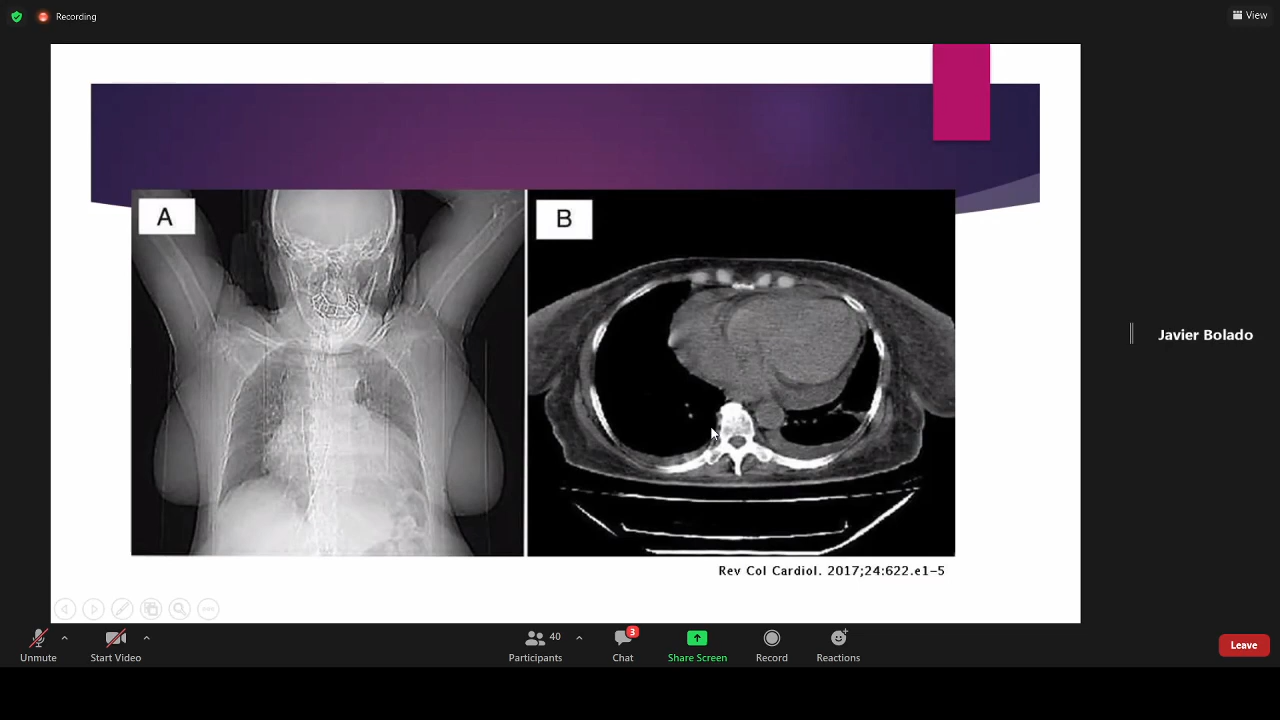 Recording
View
A
B
Javier Bolado
Rev Col Cardiol. 2017;24:622.e1–5
Unmute
Start Video
40
Participants
3
Chat
Share Screen
Record
Reactions
Leave